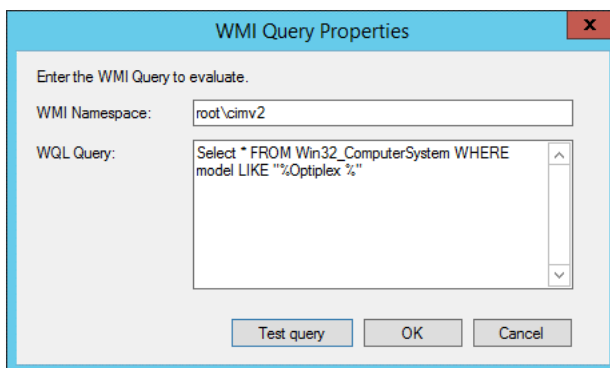 WMI Query Properties
x
Enter the WMI Query to evaluate.
WMI Namespace:
root\cimv2
WQL Query:
Select * FROM Win32_ComputerSystem WHERE
model LIKE "%Optiplex %"
Test query
OK
Cancel